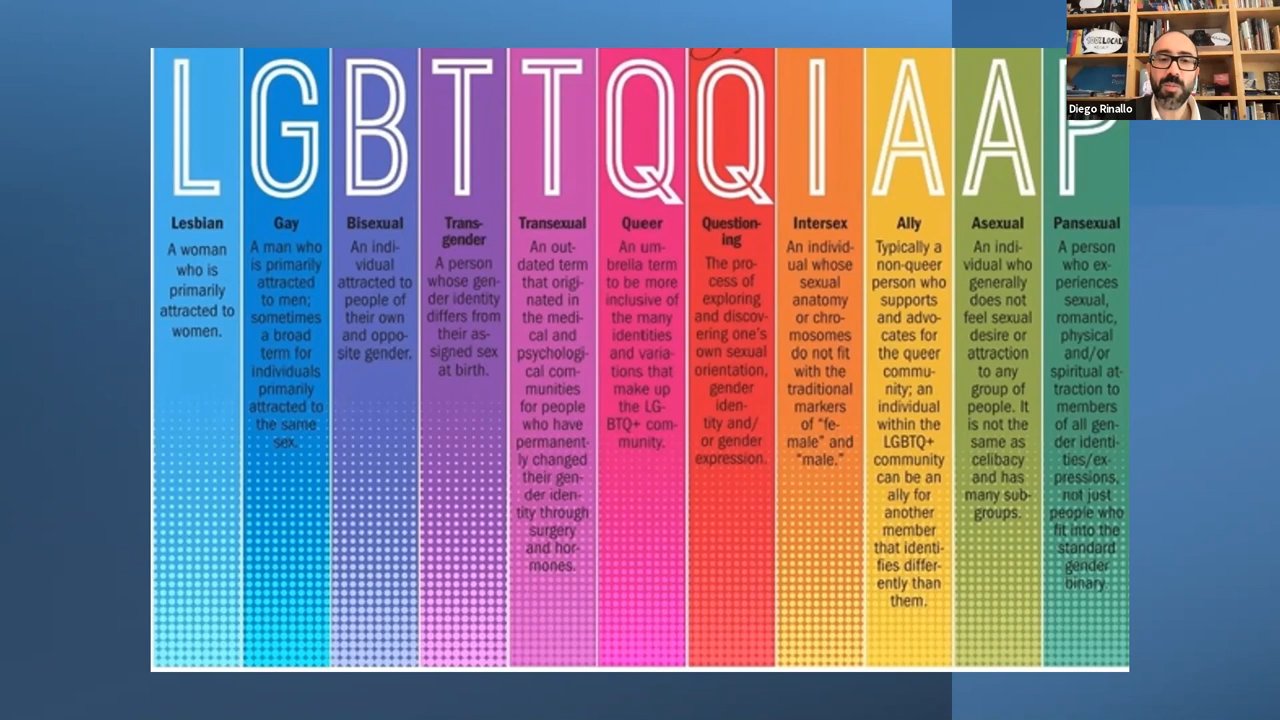 L
Lesbian
A woman
who is
primarily
attracted to
women.
G
Gay
A man who
is primarily
attracted
to men;
sometimes
a broad
term for
individuals
primarily
attracted to
the same
sex.
B
Bisexual
An indi-
vidual
attracted to
people of
their own
and oppo-
site gender.
T
Trans-
gender
A person
whose gen-
der identity
differs from
their as-
signed sex
at birth.
T
Transexual
An out-
dated term
that origi-
nated in
the medi-
cal and
psychologi-
cal com-
munities
for people
who have
permanent-
ly changed
their gen-
der iden-
tity through
surgery
and hor-
mones.
Q
Queer
An um-
brella term
to be more
inclusive of
the many
identities
and varia-
tions that
make up
the LG-
BTQ+ com-
munity.
Q
Question-
ing
The pro-
cess of
exploring
and discov-
ering one's
own sexual
orientation,
gender
iden-
tity and/
or gender
expression.
I
Intersex
An individ-
ual whose
sexual
anatomy
or chro-
mosomes
do not fit
with the
traditional
markers
of "fe-
male" and
"male."
A
Ally
Typically a
non-queer
person who
supports
and advo-
cates for
the queer
commu-
nity; an
individual
within the
LGBTQ+
community
can be an
ally for
another
member
that identi-
fies differ-
ently than
them.
A
Asexual
An indi-
vidual who
generally
does not
feel sexual
desire or
attraction
to any
group of
people. It
is not the
same as
celibacy
and has
many sub-
groups.
P
Pansexual
A person
who ex-
periences
sexual,
romantic,
physical
and/or
spiritual at-
traction to
members
of all gen-
der identi-
ties/ex-
pressions,
not just
people who
fit into the
standard
gender
binary.
Diego Rinallo